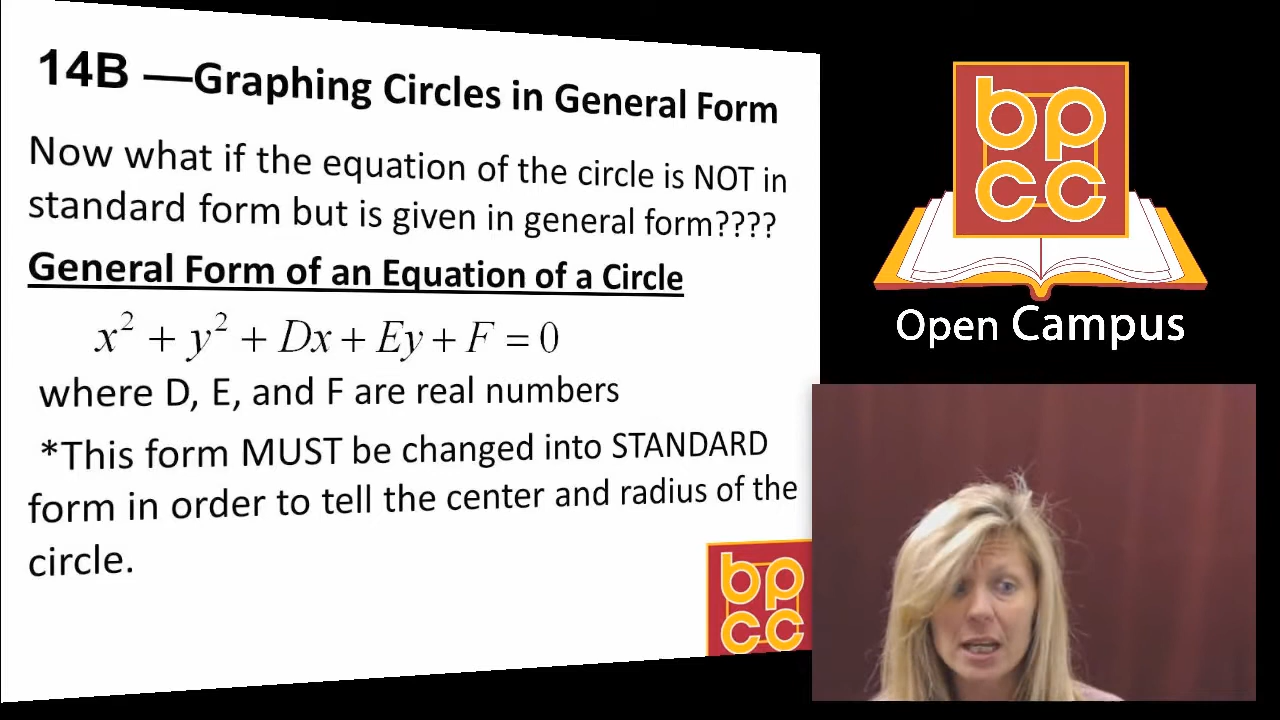 14B —Graphing Circles in General Form
Now what if the equation of the circle is NOT in
standard form but is given in general form????
General Form of an Equation of a Circle
x² + y² + Dx + Ey + F = 0
where D, E, and F are real numbers
*This form MUST be changed into STANDARD
form in order to tell the center and radius of the
circle.
bp
cc
bp
cc
Open Campus